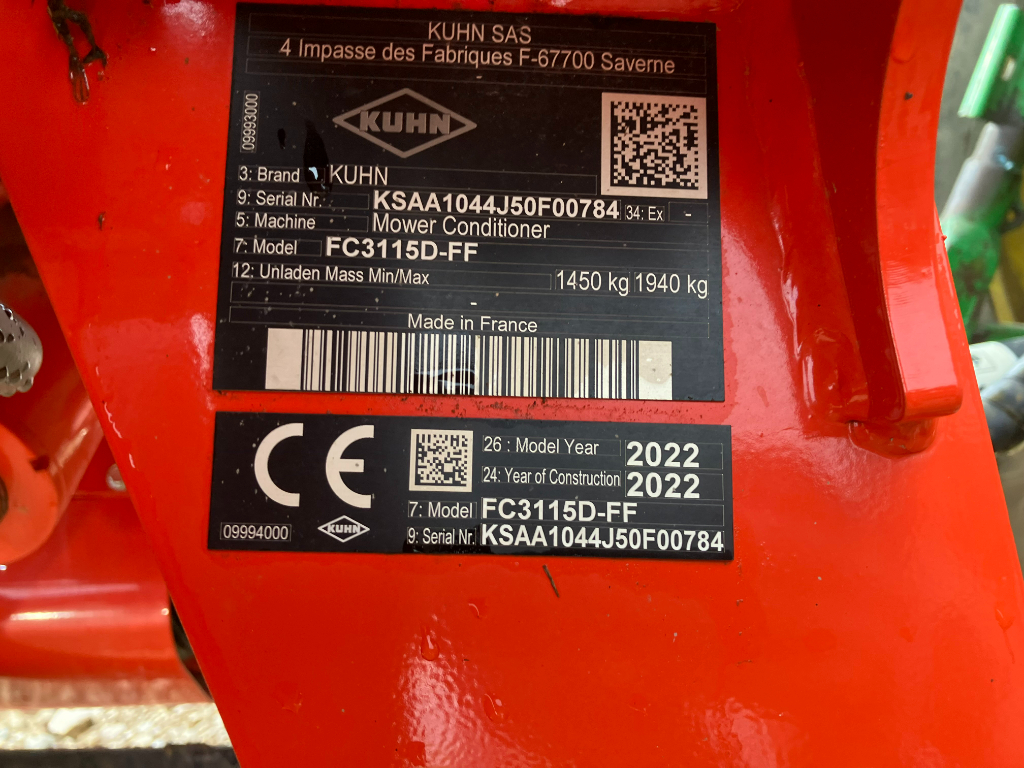 KUHN SAS
4 Impasse des Fabriques F-67700 Saverne
09993000
KUHN
3: Brand KUHN
9: Serial Nr. KSAA1044J50F00784 34: Ex -
5: Machine Mower Conditioner
7: Model FC3115D-FF
12: Unladen Mass Min/Max 1450 kg 1940 kg
-
Made in France
CE
26 : Model Year 2022
24: Year of Construction 2022
7: Model FC3115D-FF
09994000 KUHN 9: Serial Nr. KSAA1044J50F00784